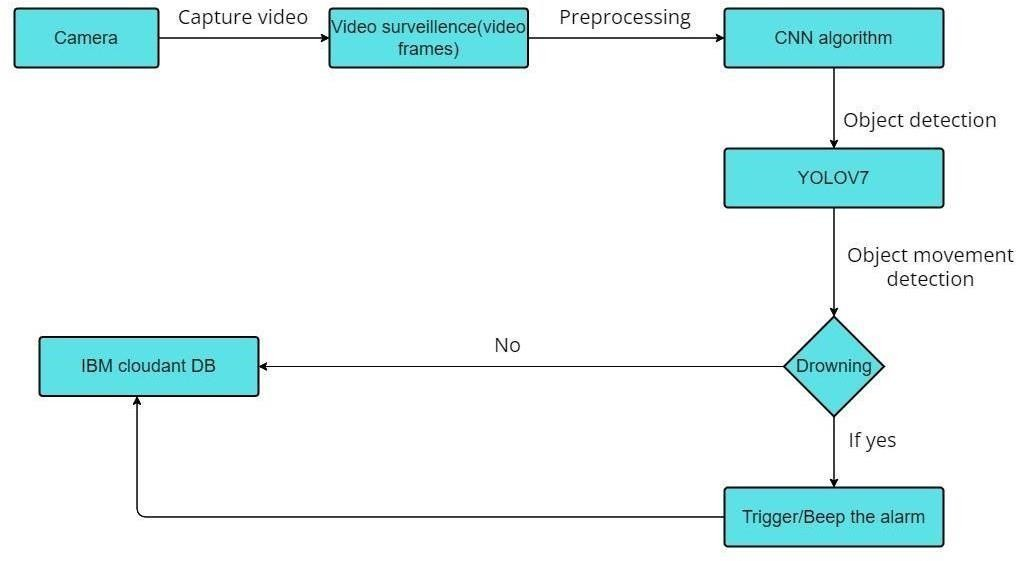 Camera
Capture video
Video surveillence(video
frames)
Preprocessing
CNN algorithm
Object detection
YOLOV7
Object movement
detection
Drowning
No
IBM cloudant DB
If yes
Trigger/Beep the alarm